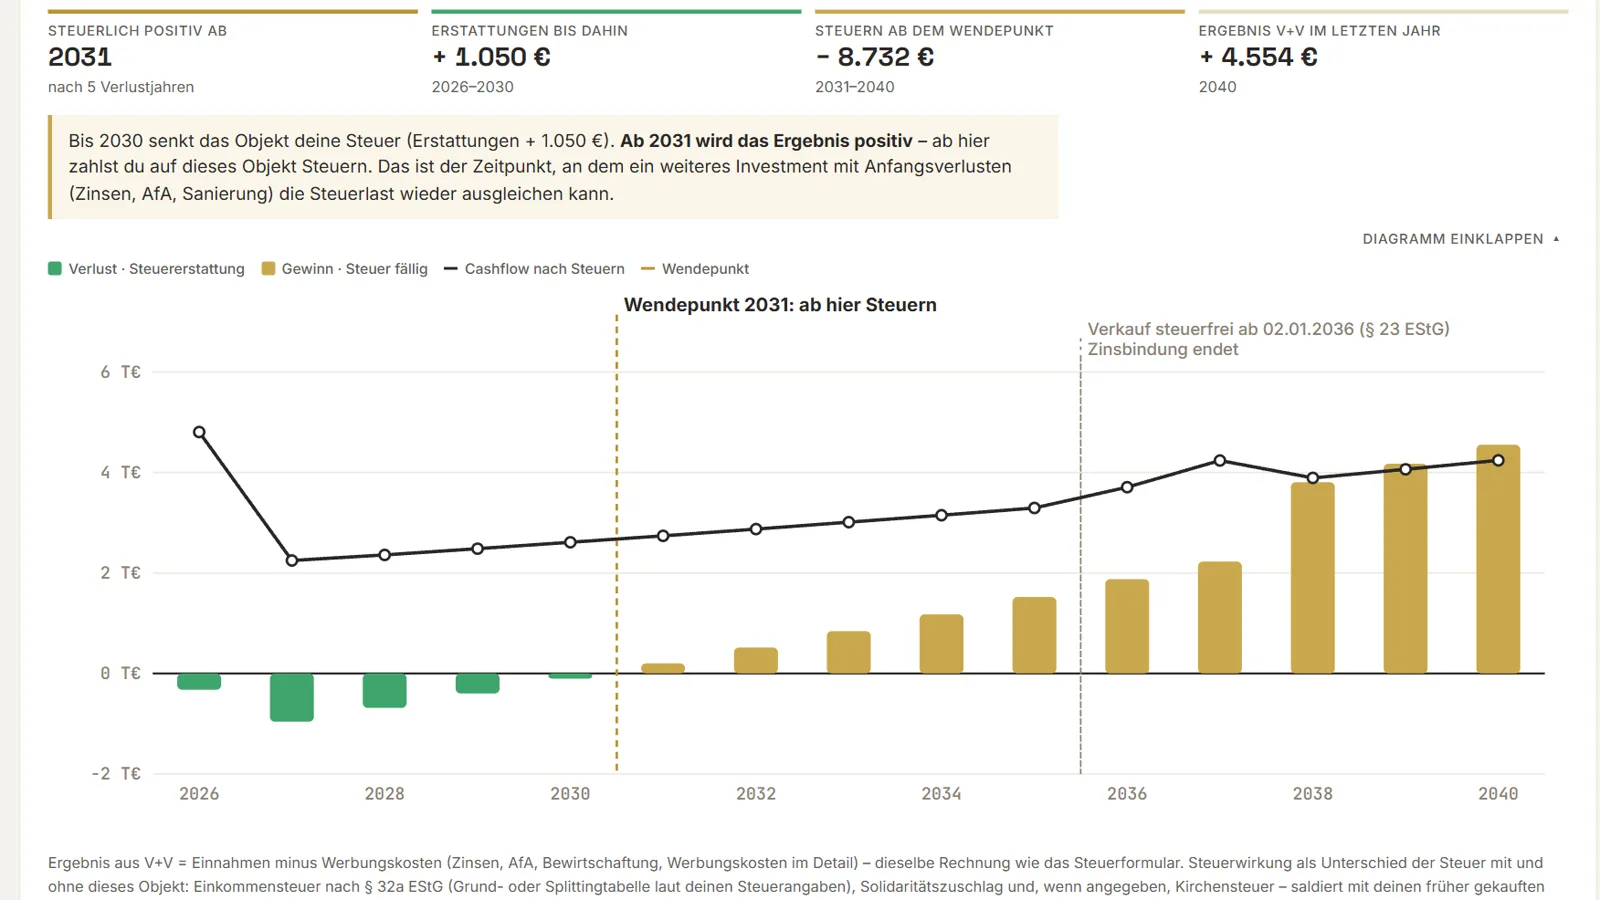 STEUERLICH POSITIV AB
2031
nach 5 Verlustjahren
ERSTATTUNGEN BIS DAHIN
+ 1.050 €
2026–2030
STEUERN AB DEM WENDEPUNKT
− 8.732 €
2031–2040
ERGEBNIS V+V IM LETZTEN JAHR
+ 4.554 €
2040
Bis 2030 senkt das Objekt deine Steuer (Erstattungen + 1.050 €). Ab 2031 wird das Ergebnis positiv – ab hier
zahlst du auf dieses Objekt Steuern. Das ist der Zeitpunkt, an dem ein weiteres Investment mit Anfangsverlusten
(Zinsen, AfA, Sanierung) die Steuerlast wieder ausgleichen kann.
DIAGRAMM EINKLAPPEN ▲
Verlust · Steuererstattung
Gewinn · Steuer fällig
Cashflow nach Steuern
Wendepunkt
Wendepunkt 2031: ab hier Steuern
Verkauf steuerfrei ab 02.01.2036 (§ 23 EStG)
Zinsbindung endet
6 T€
4 T€
2 T€
0 T€
-2 T€
2026
2028
2030
2032
2034
2036
2038
2040
Ergebnis aus V+V = Einnahmen minus Werbungskosten (Zinsen, AfA, Bewirtschaftung, Werbungskosten im Detail) – dieselbe Rechnung wie das Steuerformular. Steuerwirkung als Unterschied der Steuer mit und
ohne dieses Objekt: Einkommensteuer nach § 32a EStG (Grund- oder Splittingtabelle laut deinen Steuerangaben), Solidaritätszuschlag und, wenn angegeben, Kirchensteuer – saldiert mit deinen früher gekauften